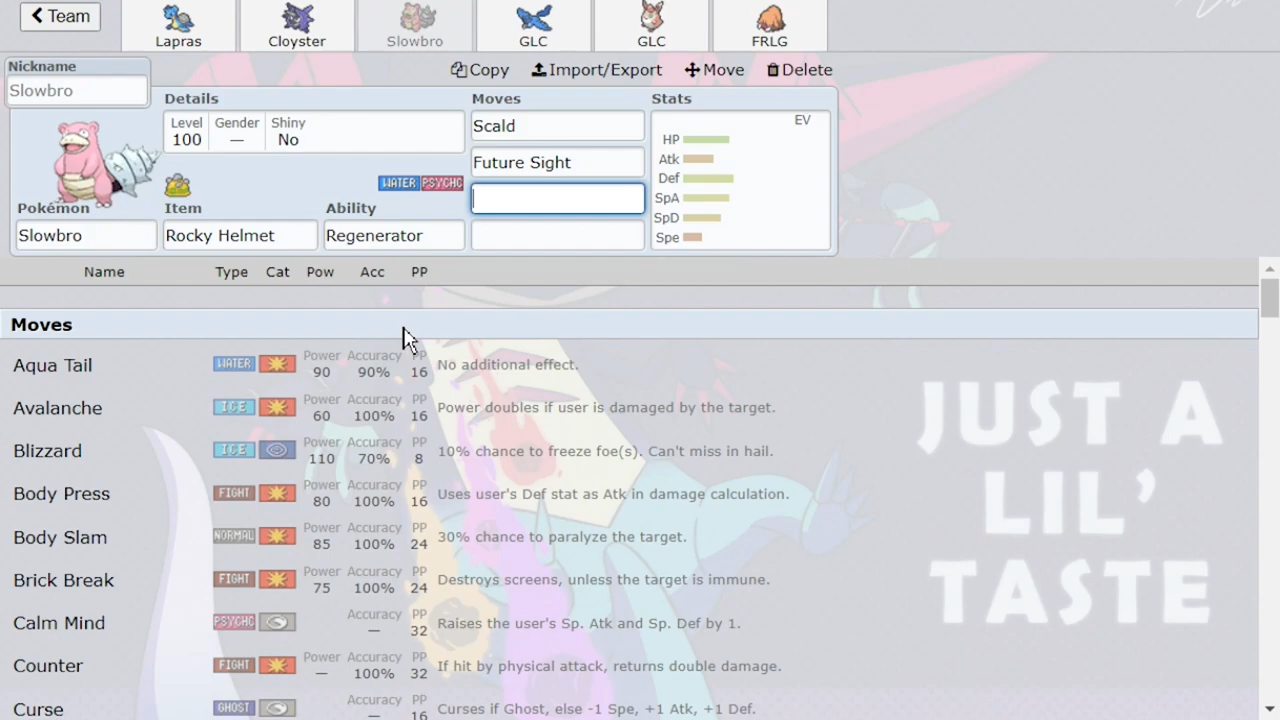 Team
Lapras
Cloyster
Slowbro
GLC
GLC
FRLG
Copy
Import/Export
Move
Delete
Nickname
Slowbro
Details
Level
100
Gender
—
Shiny
No
WATER
PSYCHC
Pokémon
Slowbro
Item
Rocky Helmet
Ability
Regenerator
Moves
Scald
Future Sight
Stats
EV
HP
Atk
Def
SpA
SpD
Spe
Name Type Cat Pow Acc PP
Moves
Aqua Tail WATER Power 90 Accuracy 90% PP 16 No additional effect.
Avalanche ICE Power 60 Accuracy 100% PP 16 Power doubles if user is damaged by the target.
Blizzard ICE Power 110 Accuracy 70% PP 8 10% chance to freeze foe(s). Can't miss in hail.
Body Press FIGHT Power 80 Accuracy 100% PP 16 Uses user's Def stat as Atk in damage calculation.
Body Slam NORMAL Power 85 Accuracy 100% PP 24 30% chance to paralyze the target.
Brick Break FIGHT Power 75 Accuracy 100% PP 24 Destroys screens, unless the target is immune.
Calm Mind PSYCHC Accuracy — PP 32 Raises the user's Sp. Atk and Sp. Def by 1.
Counter FIGHT Power — Accuracy 100% PP 32 If hit by physical attack, returns double damage.
Curse GHOST Accuracy — PP 16 Curses if Ghost, else -1 Spe, +1 Atk, +1 Def.
JUST A
LIL'
TASTE